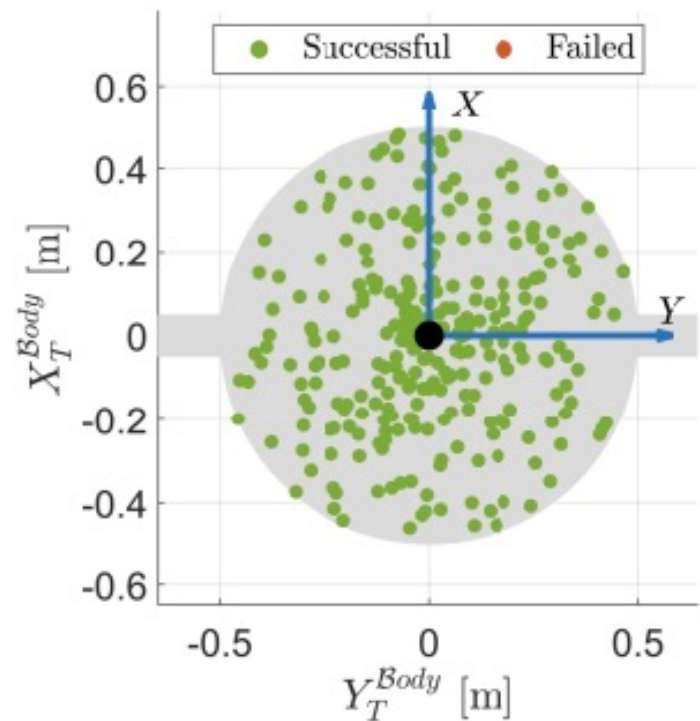 Successful Failed
X
0.6
0.4
0.2
0
-0.2
-0.4
-0.6
Y
X_T^{Body} [m]
-0.5 0 0.5
Y_T^{Body} [m]